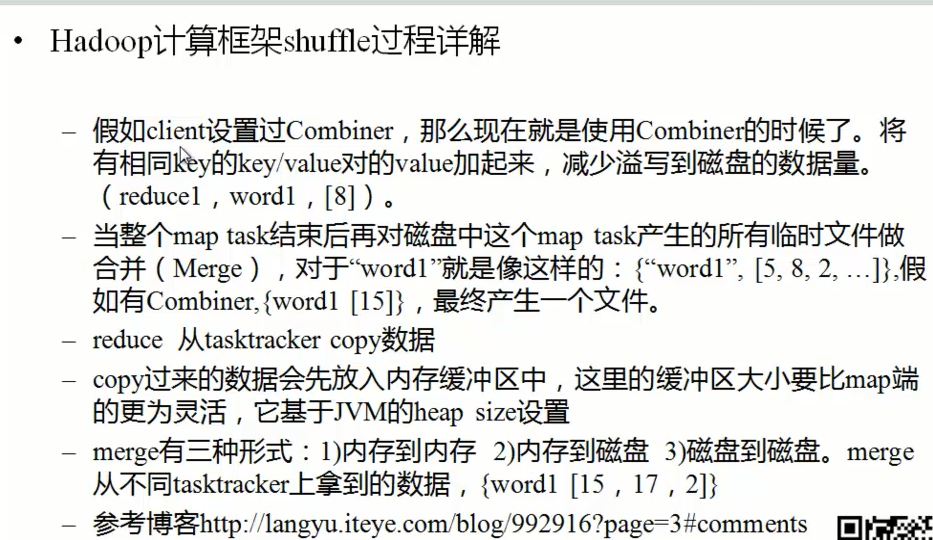 • Hadoop计算框架shuffle过程详解
– 假如client设置过Combiner，那么现在就是使用Combiner的时候了。将
有相同key的key/value对的value加起来，减少溢写到磁盘的数据量。
（reduce1，word1，[8]）。
– 当整个map task结束后再对磁盘中这个map task产生的所有临时文件做
合并（Merge），对于“word1”就是像这样的：{“word1”, [5, 8, 2, …]},假
如有Combiner,{word1 [15]}，最终产生一个文件。
– reduce 从tasktracker copy数据
– copy过来的数据会先放入内存缓冲区中，这里的缓冲区大小要比map端
的更为灵活，它基于JVM的heap size设置
– merge有三种形式：1)内存到内存 2)内存到磁盘 3)磁盘到磁盘。merge
从不同tasktracker上拿到的数据，{word1 [15，17，2]}
– 参考博客http://langyu.iteye.com/blog/992916?page=3#comments